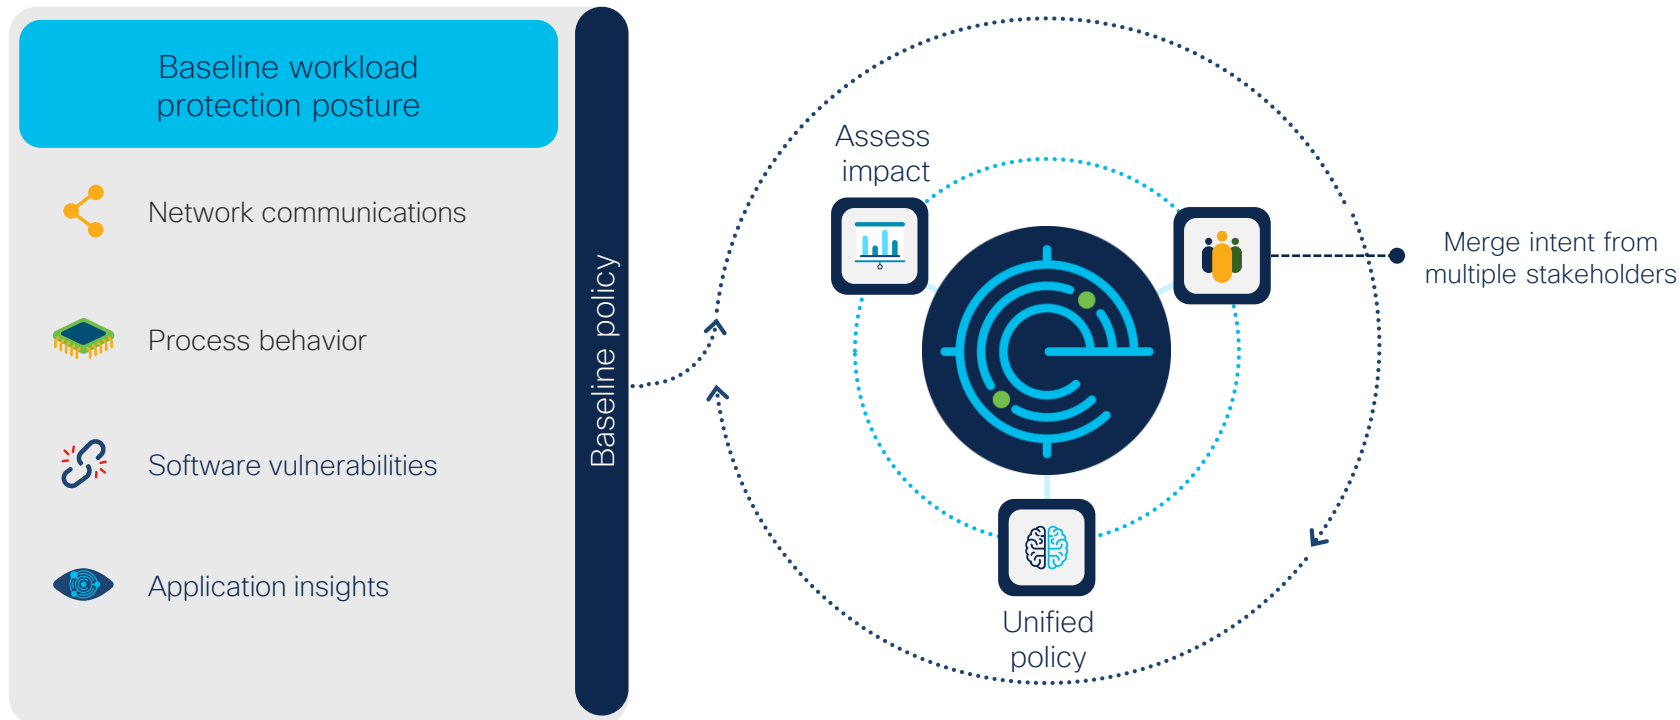 Baseline workload
protection posture
Network communications
Process behavior
Software vulnerabilities
Application insights
Baseline policy
Assess
impact
Merge intent from
multiple stakeholders
Unified
policy